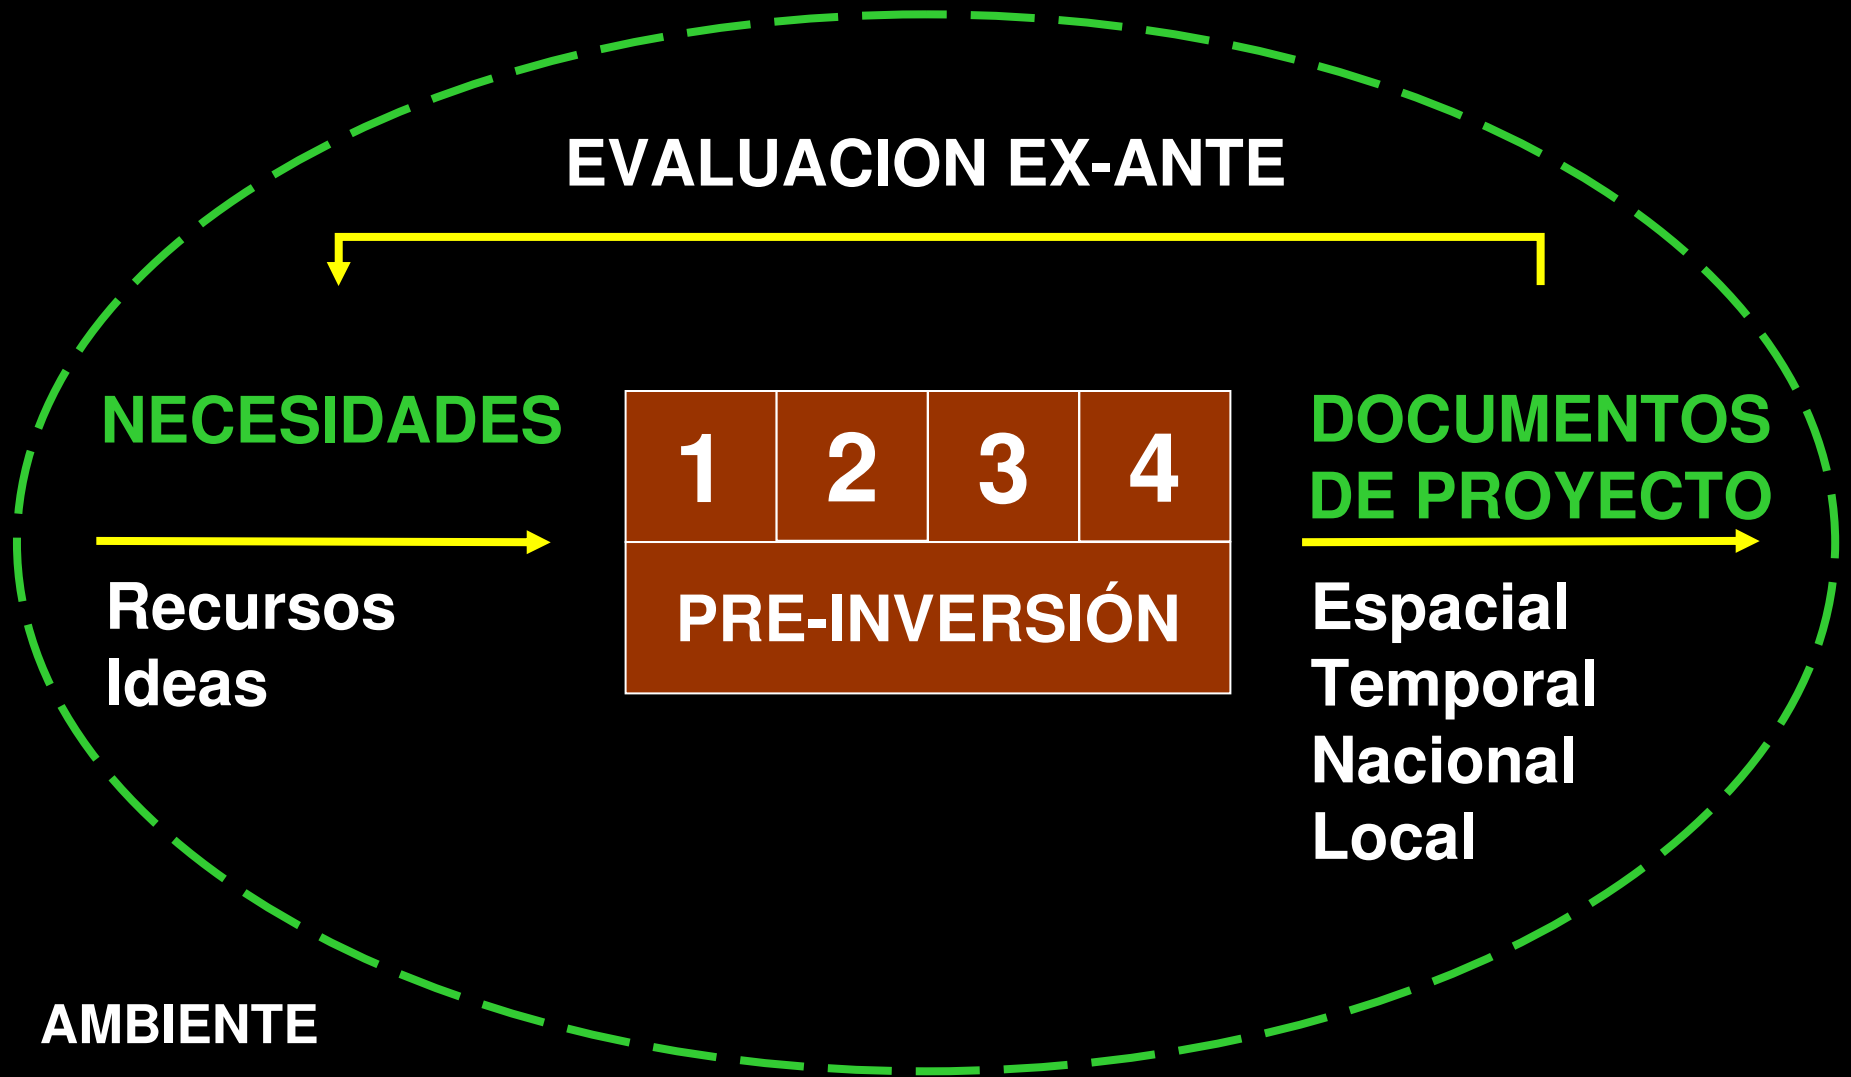 EVALUACION EX-ANTE
NECESIDADES
Recursos
Ideas
1 2 3 4
PRE-INVERSIÓN
DOCUMENTOS
DE PROYECTO
Espacial
Temporal
Nacional
Local
AMBIENTE